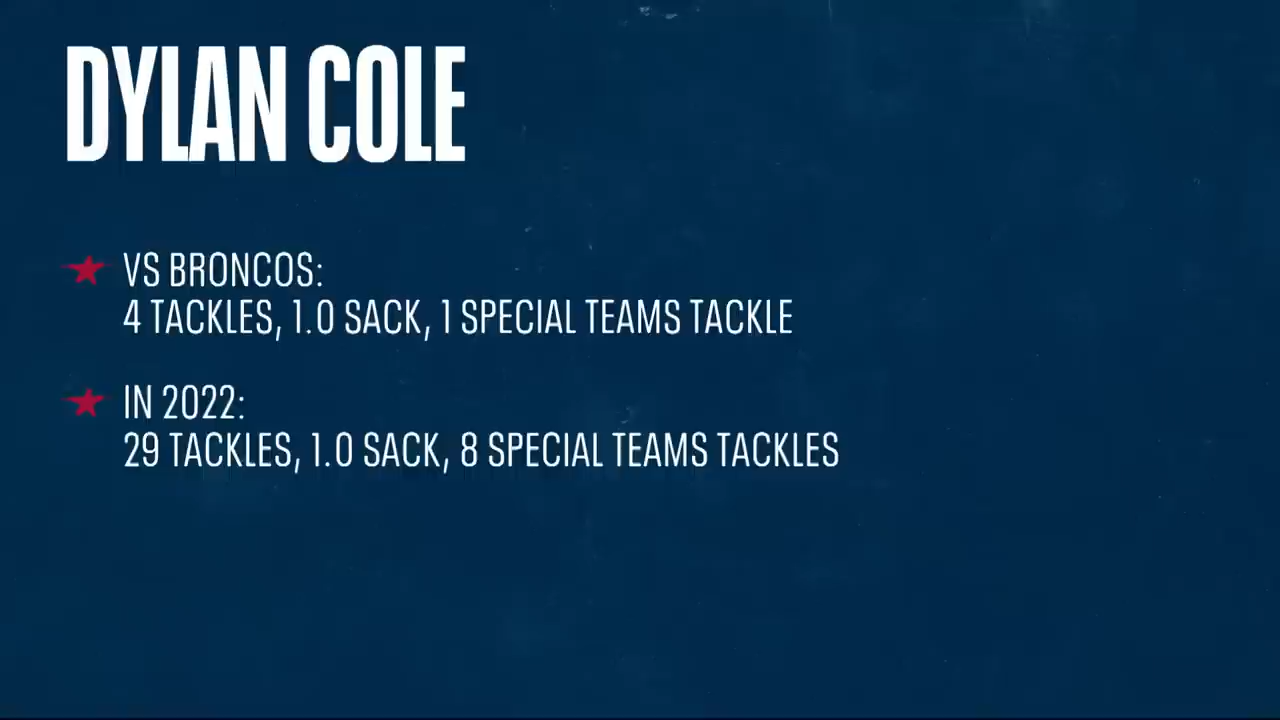 DYLAN COLE
VS BRONCOS:
4 TACKLES, 1.0 SACK, 1 SPECIAL TEAMS TACKLE
IN 2022:
29 TACKLES, 1.0 SACK, 8 SPECIAL TEAMS TACKLES